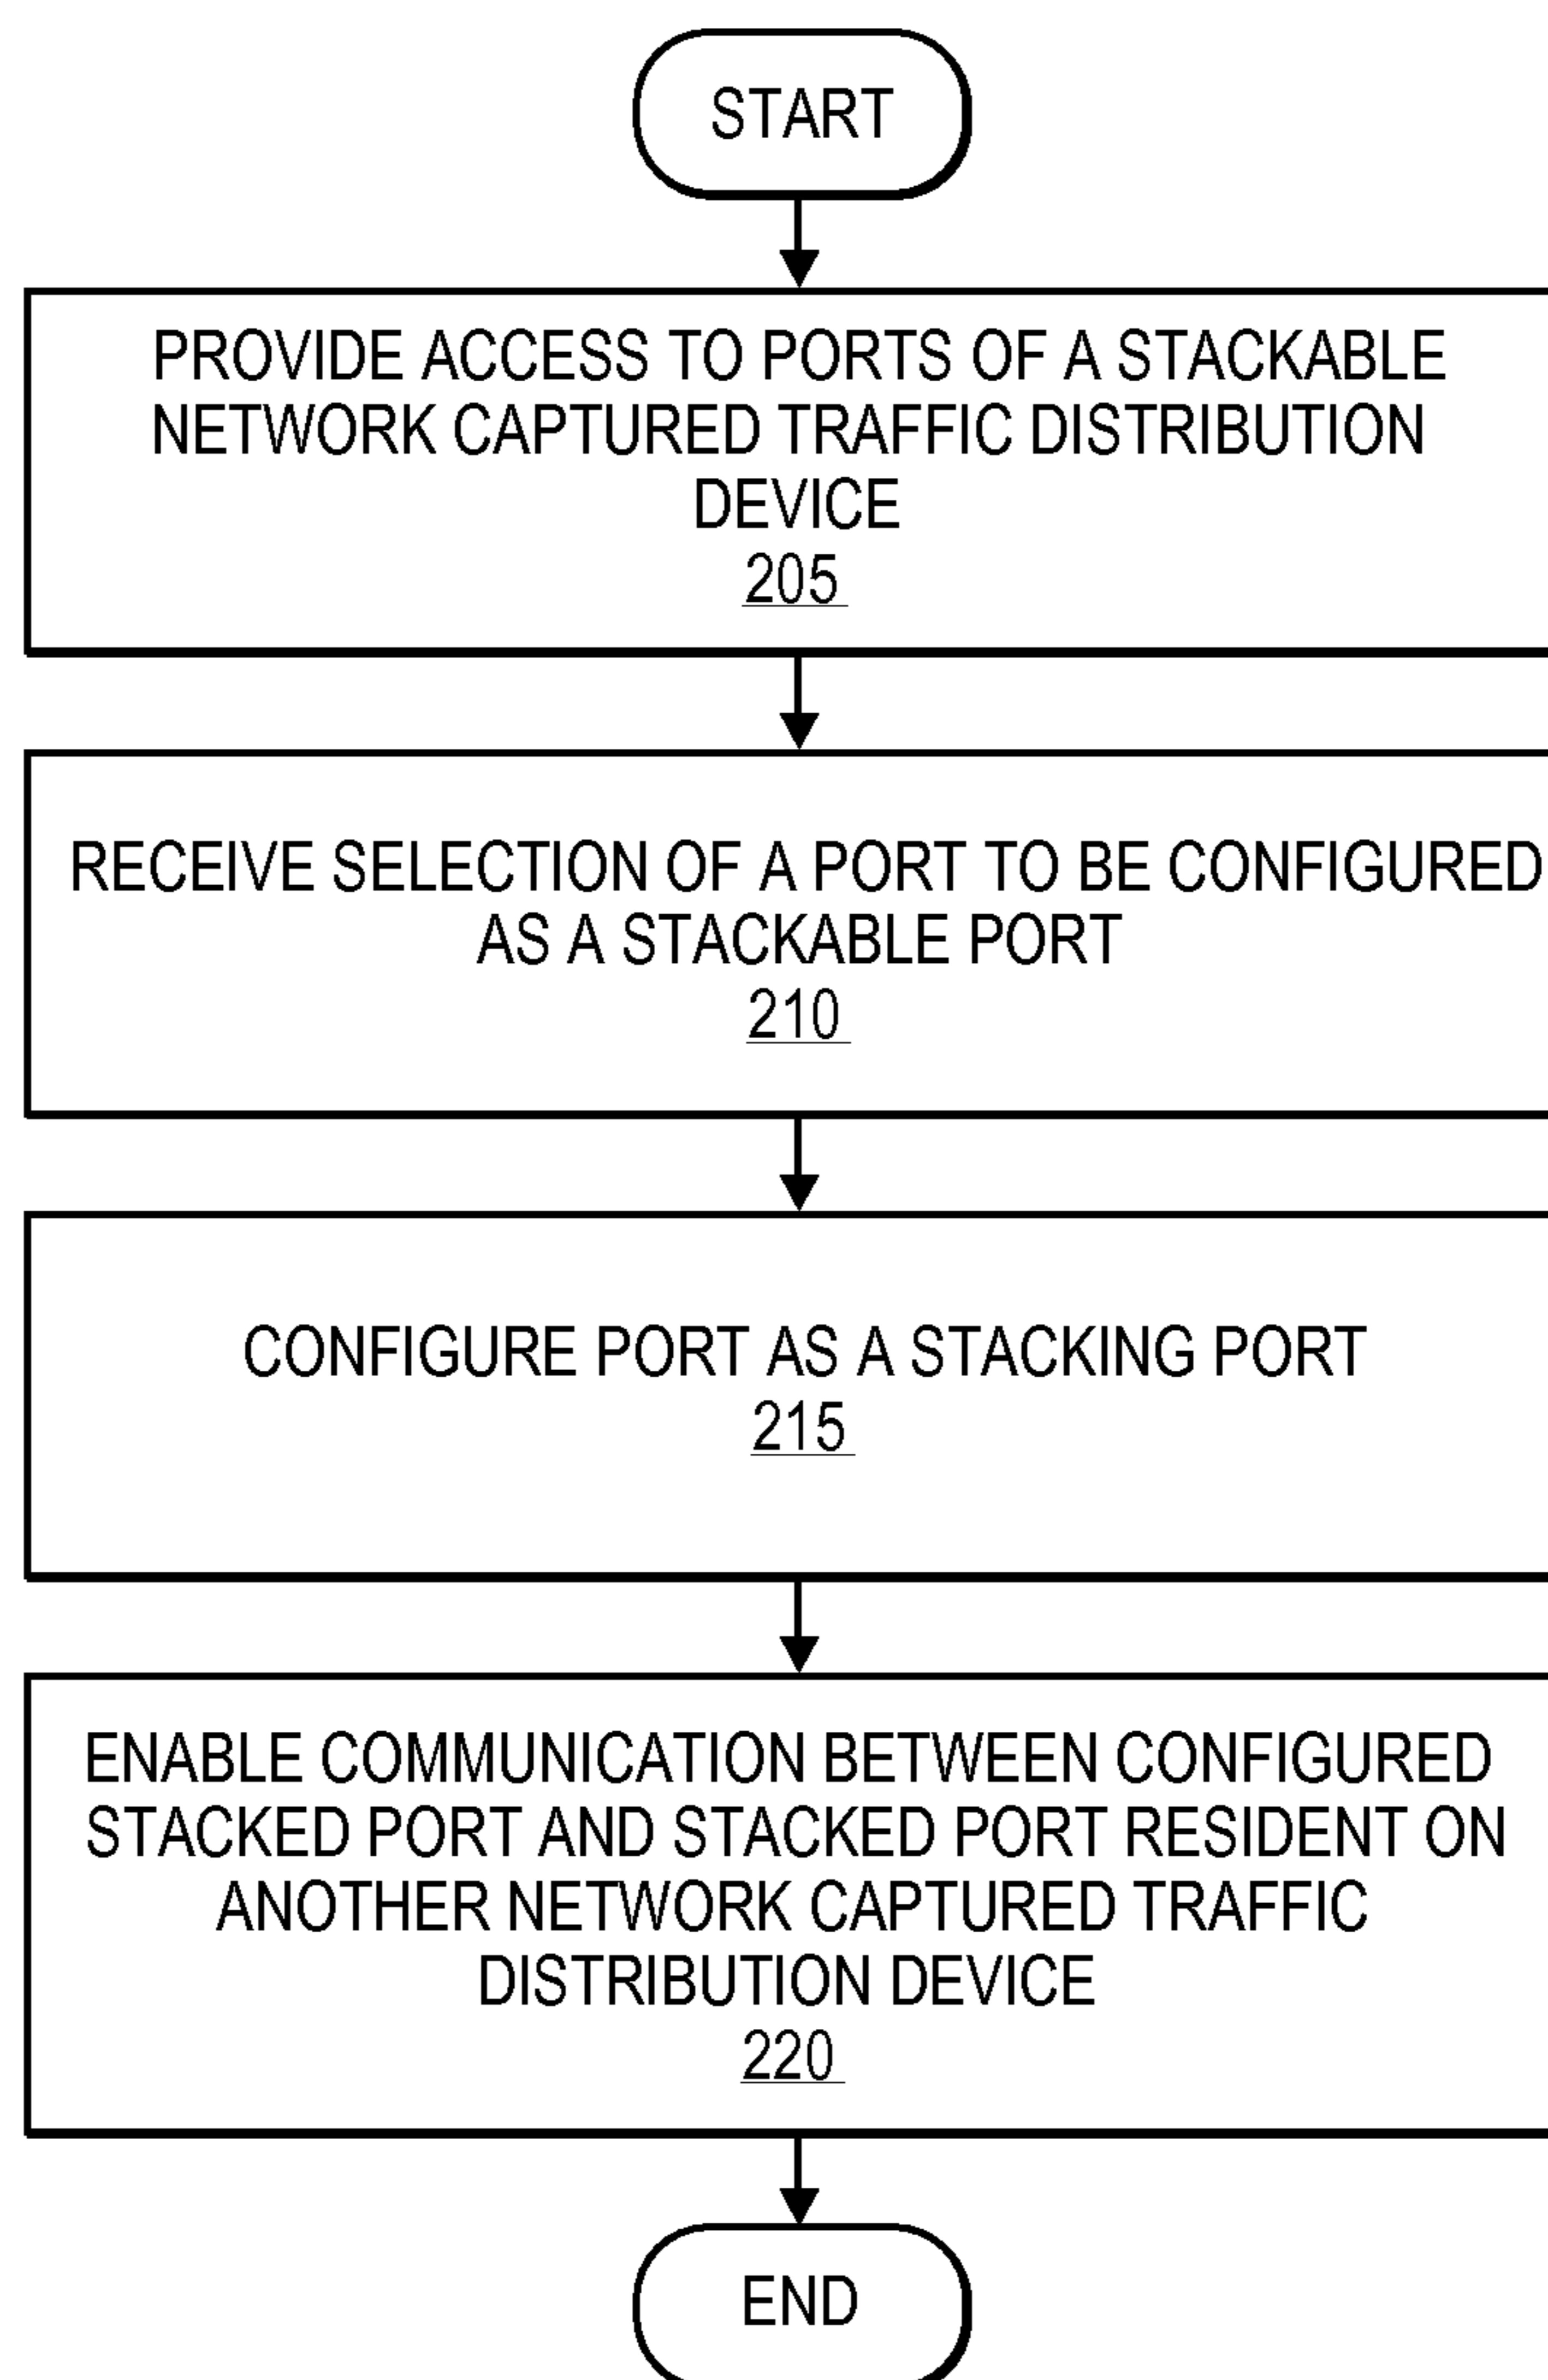 START
PROVIDE ACCESS TO PORTS OF A STACKABLE
NETWORK CAPTURED TRAFFIC DISTRIBUTION
DEVICE
205
RECEIVE SELECTION OF A PORT TO BE CONFIGURED
AS A STACKABLE PORT
210
CONFIGURE PORT AS A STACKING PORT
215
ENABLE COMMUNICATION BETWEEN CONFIGURED
STACKED PORT AND STACKED PORT RESIDENT ON
ANOTHER NETWORK CAPTURED TRAFFIC
DISTRIBUTION DEVICE
220
END